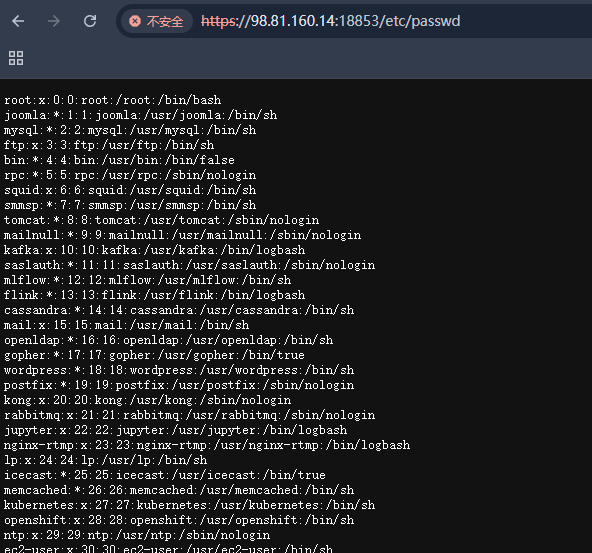 不安全 https://98.81.160.14:18853/etc/passwd
root:x:0:0:root:/root:/bin/bash
joomla:*:1:1:joomla:/usr/joomla:/bin/sh
mysql:*:2:2:mysql:/usr/mysql:/bin/sh
ftp:x:3:3:ftp:/usr/ftp:/bin/sh
bin:*:4:4:bin:/usr/bin:/bin/false
rpc:*:5:5:rpc:/usr/rpc:/sbin/nologin
squid:x:6:6:squid:/usr/squid:/bin/sh
smmsp:*:7:7:smmsp:/usr/smmsp:/bin/sh
tomcat:*:8:8:tomcat:/usr/tomcat:/sbin/nologin
mailnull:*:9:9:mailnull:/usr/mailnull:/sbin/nologin
kafka:x:10:10:kafka:/usr/kafka:/bin/logbash
saslauth:*:11:11:saslauth:/usr/saslauth:/sbin/nologin
mlflow:*:12:12:mlflow:/usr/mlflow:/bin/sh
flink:*:13:13:flink:/usr/flink:/bin/logbash
cassandra:*:14:14:cassandra:/usr/cassandra:/bin/sh
mail:x:15:15:mail:/usr/mail:/bin/sh
openldap:*:16:16:openldap:/usr/openldap:/bin/sh
gopher:*:17:17:gopher:/usr/gopher:/bin/true
wordpress:*:18:18:wordpress:/usr/wordpress:/bin/sh
postfix:*:19:19:postfix:/usr/postfix:/sbin/nologin
kong:x:20:20:kong:/usr/kong:/sbin/nologin
rabbitmq:x:21:21:rabbitmq:/usr/rabbitmq:/sbin/nologin
jupyter:x:22:22:jupyter:/usr/jupyter:/bin/logbash
nginx-rtmp:x:23:23:nginx-rtmp:/usr/nginx-rtmp:/bin/logbash
lp:x:24:24:lp:/usr/lp:/bin/sh
icecast:*:25:25:icecast:/usr/icecast:/bin/true
memcached:*:26:26:memcached:/usr/memcached:/bin/sh
kubernetes:x:27:27:kubernetes:/usr/kubernetes:/bin/sh
openshift:x:28:28:openshift:/usr/openshift:/bin/sh
ntp:x:29:29:ntp:/usr/ntp:/sbin/nologin
ec2-user:x:30:30:ec2-user:/usr/ec2-user:/bin/sh